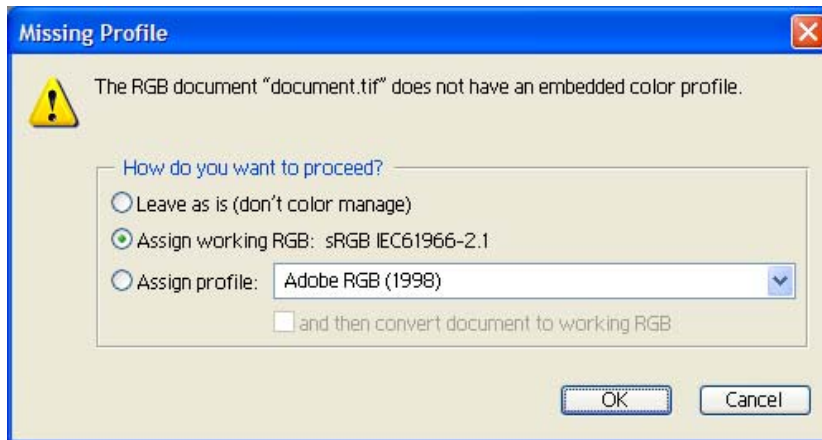 Missing Profile
The RGB document “document.tif” does not have an embedded color profile.
How do you want to proceed?
Leave as is (don't color manage)
Assign working RGB: sRGB IEC61966-2.1
Assign profile: Adobe RGB (1998)
and then convert document to working RGB
OK Cancel